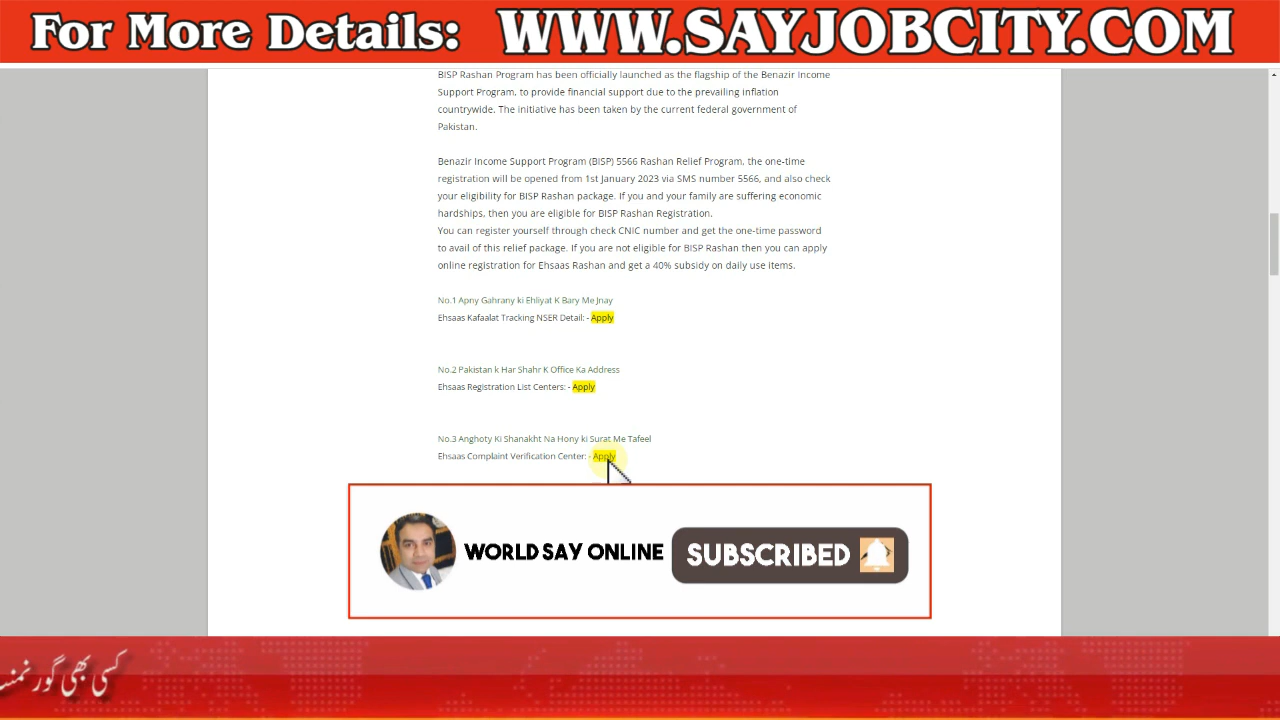 For More Details: WWW.SAYJOBCITY.COM
BISP Rashan Program has been officially launched as the flagship of the Benazir Income
Support Program, to provide financial support due to the prevailing inflation
countrywide. The initiative has been taken by the current federal government of
Pakistan.
Benazir Income Support Program (BISP) 5566 Rashan Relief Program, the one-time
registration will be opened from 1st January 2023 via SMS number 5566, and also check
your eligibility for BISP Rashan package. If you and your family are suffering economic
hardships, then you are eligible for BISP Rashan Registration.
You can register yourself through check CNIC number and get the one-time password
to avail of this relief package. If you are not eligible for BISP Rashan then you can apply
online registration for Ehsaas Rashan and get a 40% subsidy on daily use items.
No.1 Apny Gahrany ki Ehliyat K Bary Me Jnay
Ehsaas Kafaalat Tracking NSER Detail: - Apply
No.2 Pakistan k Har Shahr K Office Ka Address
Ehsaas Registration List Centers: - Apply
No.3 Anghoty Ki Shanakht Na Hony ki Surat Me Tafeel
Ehsaas Complaint Verification Center: - Apply
WORLD SAY ONLINE SUBSCRIBED
کسی بھی